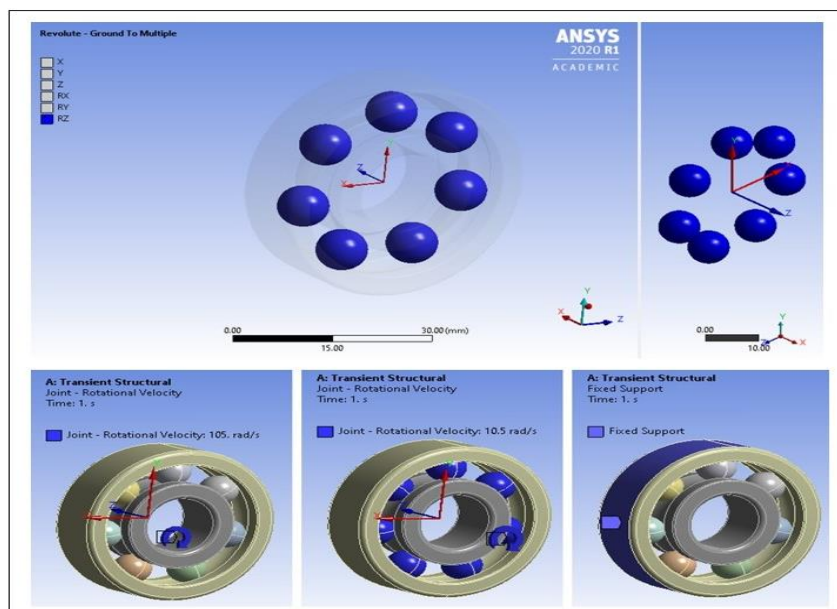 Revolute - Ground To Multiple
X
Y
Z
RX
RY
RZ
ANSYS
2020 R1
ACADEMIC
Y
Z
X
Y
X
Z
0.00
30.00 (mm)
15.00
Y
X
Z
0.00
10.00
Y
Z
X
A: Transient Structural
Joint - Rotational Velocity
Time: 1. s
Joint - Rotational Velocity: 105. rad/s
A: Transient Structural
Joint - Rotational Velocity
Time: 1. s
Joint - Rotational Velocity: 10.5 rad/s
A: Transient Structural
Fixed Support
Time: 1. s
Fixed Support